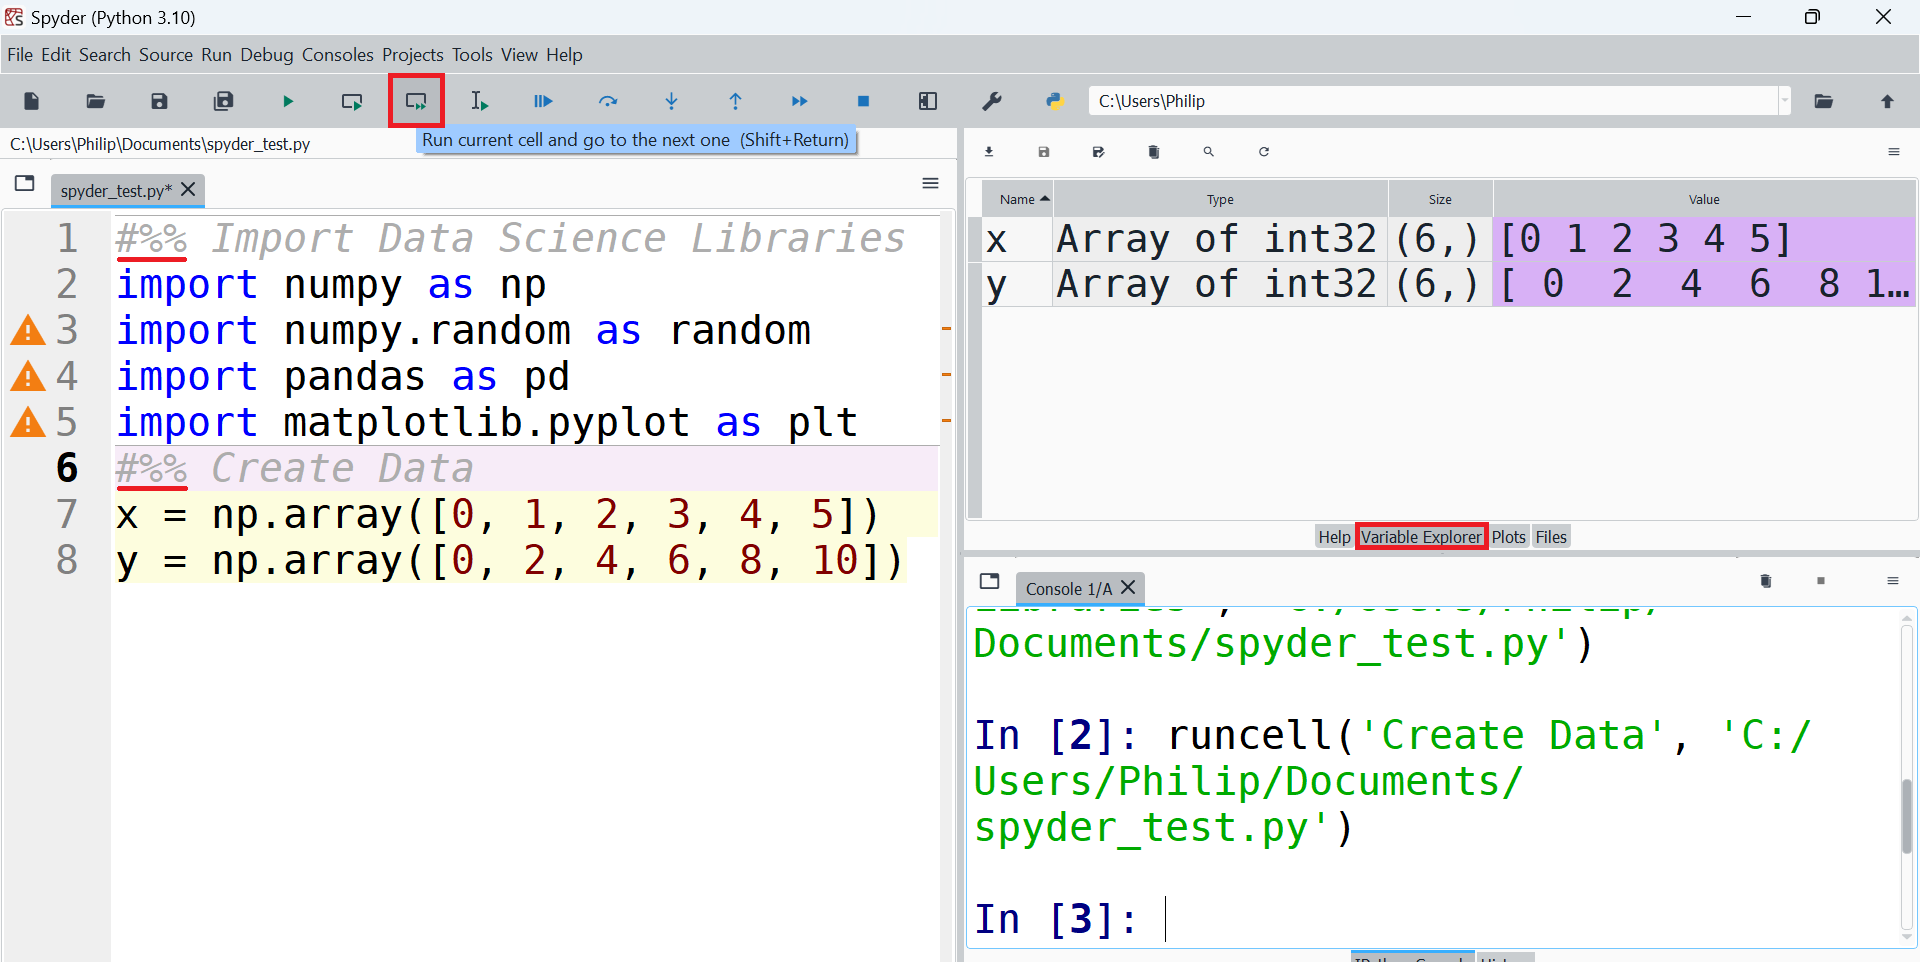 Spyder (Python 3.10)
File Edit Search Source Run Debug Consoles Projects Tools View Help
C:\Users\Philip
Run current cell and go to the next one (Shift+Return)
C:\Users\Philip\Documents\spyder_test.py
spyder_test.py*
1 #%% Import Data Science Libraries
2 import numpy as np
3 import numpy.random as random
4 import pandas as pd
5 import matplotlib.pyplot as plt
6 #%% Create Data
7 x = np.array([0, 1, 2, 3, 4, 5])
8 y = np.array([0, 2, 4, 6, 8, 10])
Name Type Size Value
x Array of int32 (6,) [0 1 2 3 4 5]
y Array of int32 (6,) [ 0 2 4 6 8 1...
Help Variable Explorer Plots Files
Console 1/A
Documents/spyder_test.py')
In [2]: runcell('Create Data', 'C:/
Users/Philip/Documents/
spyder_test.py')
In [3]: